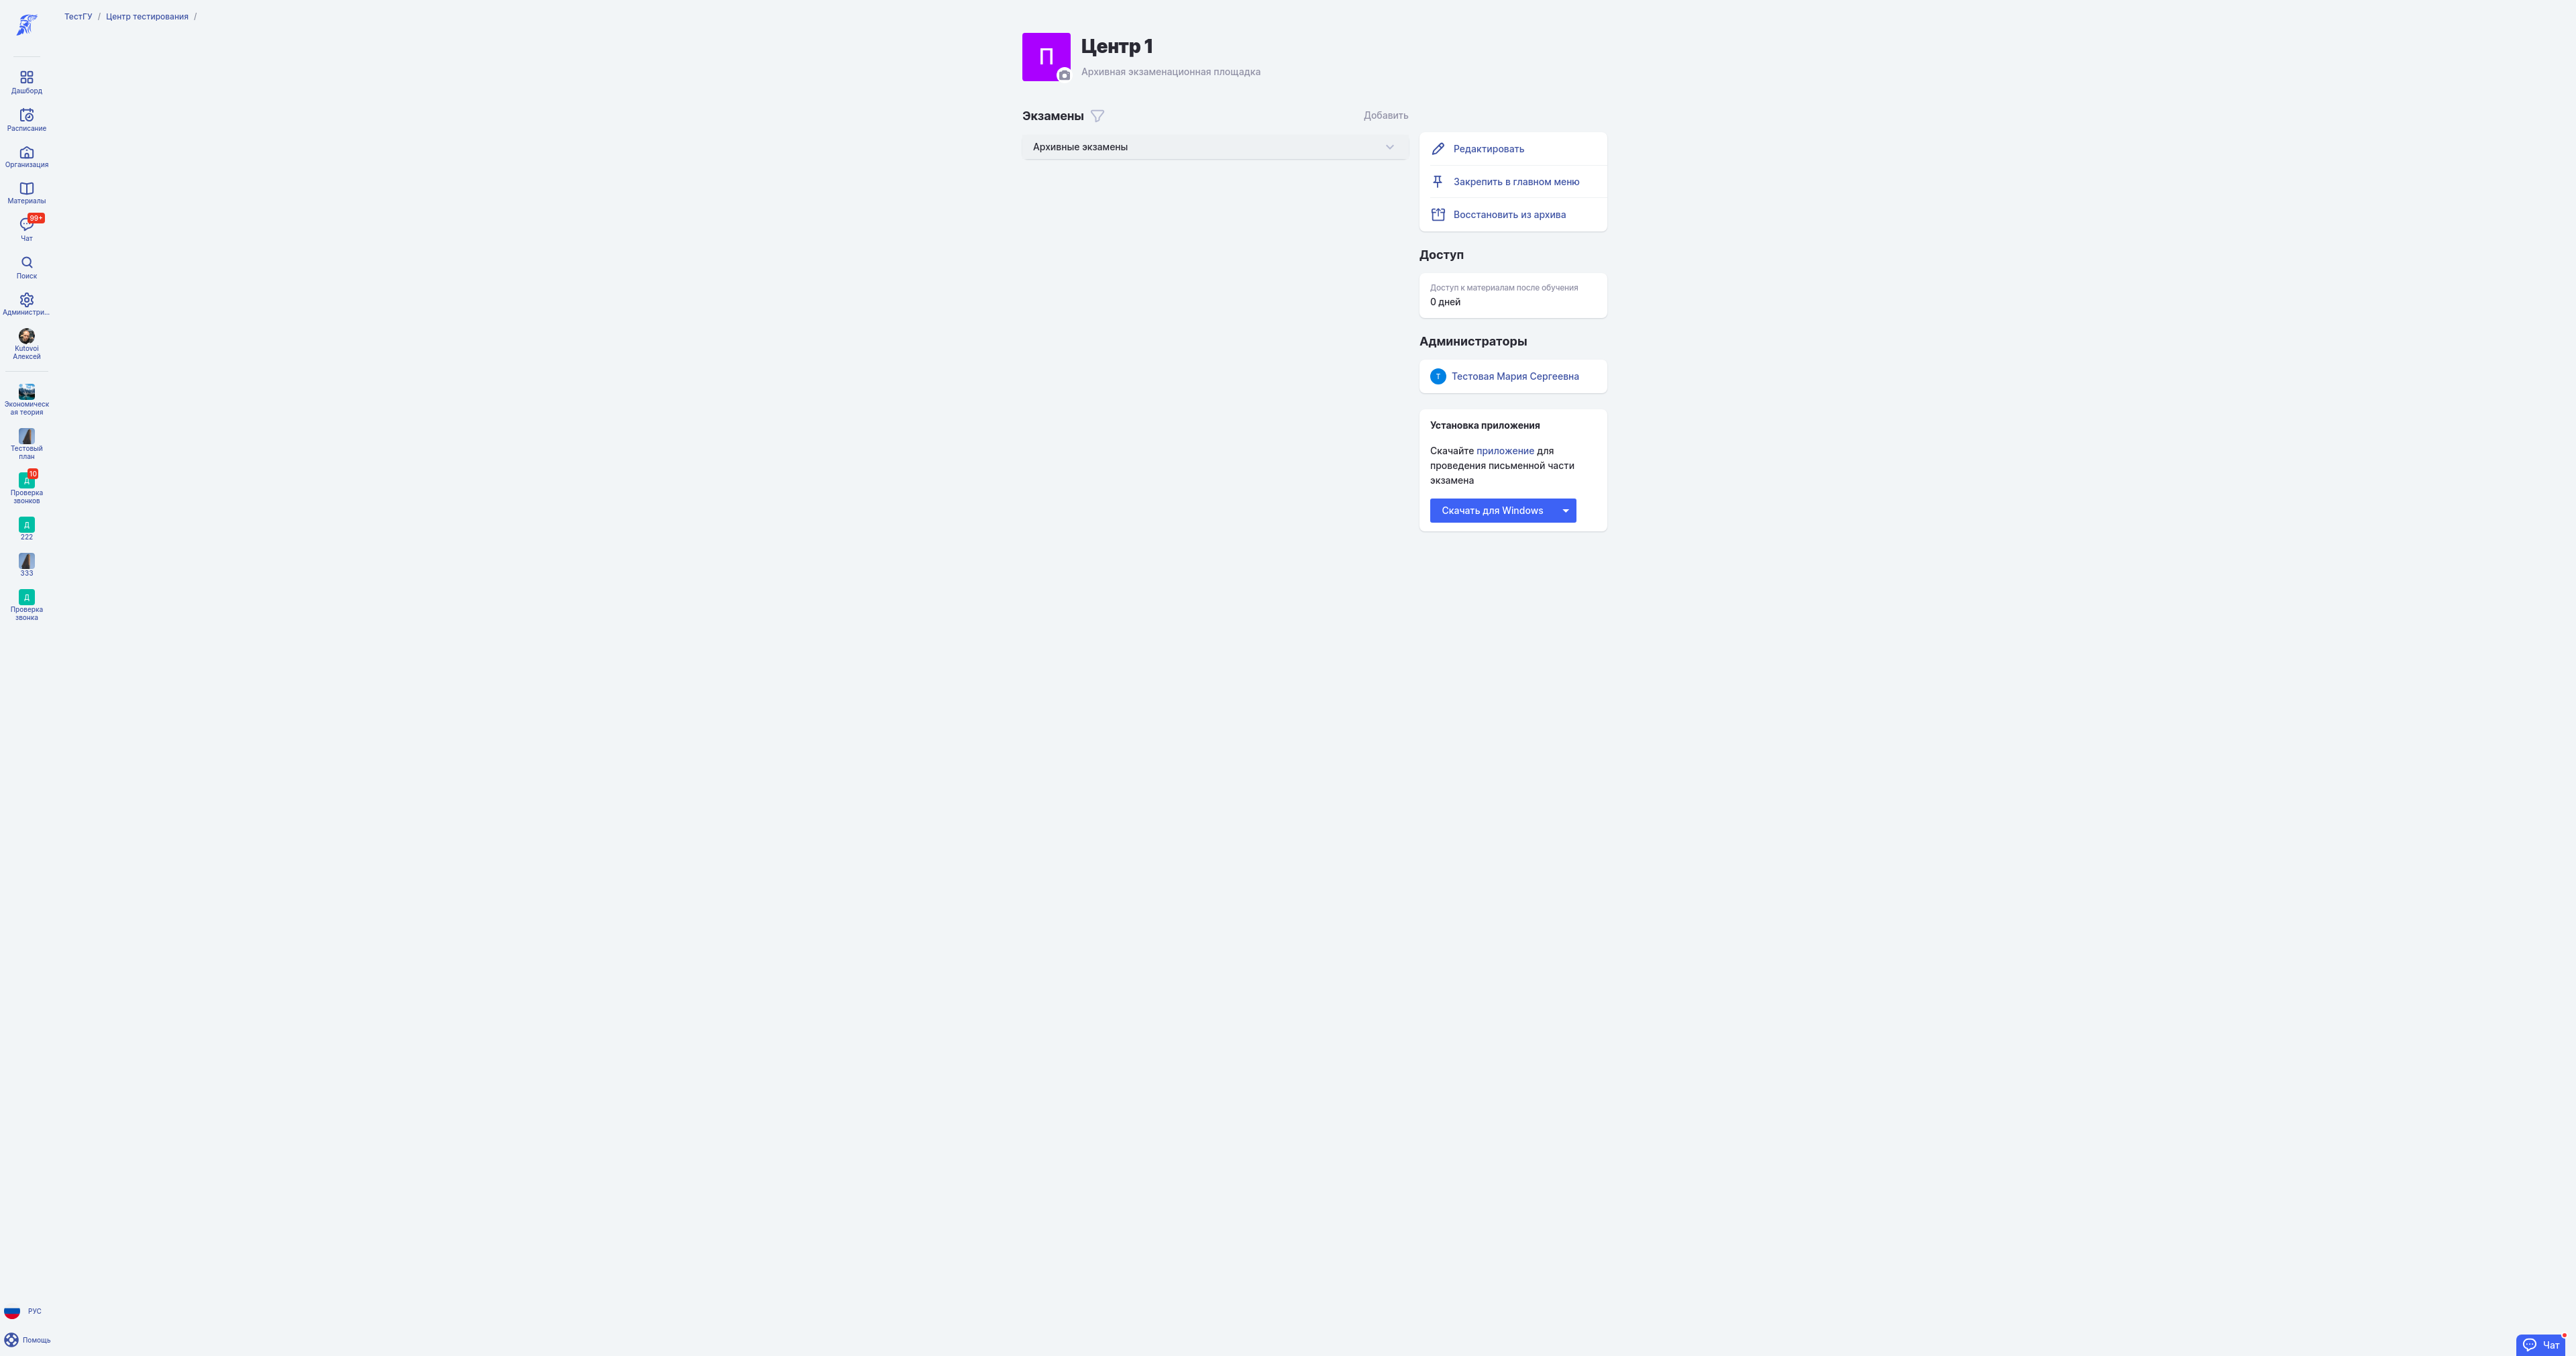 ТестГУ / Центр тестирования /
Дашборд
Расписание
Организация
Материалы
99+
Чат
Поиск
Администри...
Kutovoi
Алексей
Экономическ
ая теория
Тестовый
план
10
Д
Проверка
звонков
Д
222
333
Д
Проверка
звонка
РУС
Помощь
П
Центр 1
Архивная экзаменационная площадка
Экзамены
Добавить
Архивные экзамены
Редактировать
Закрепить в главном меню
Восстановить из архива
Доступ
Доступ к материалам после обучения
0 дней
Администраторы
Т
Тестовая Мария Сергеевна
Установка приложения
Скачайте приложение для
проведения письменной части
экзамена
Скачать для Windows
Чат